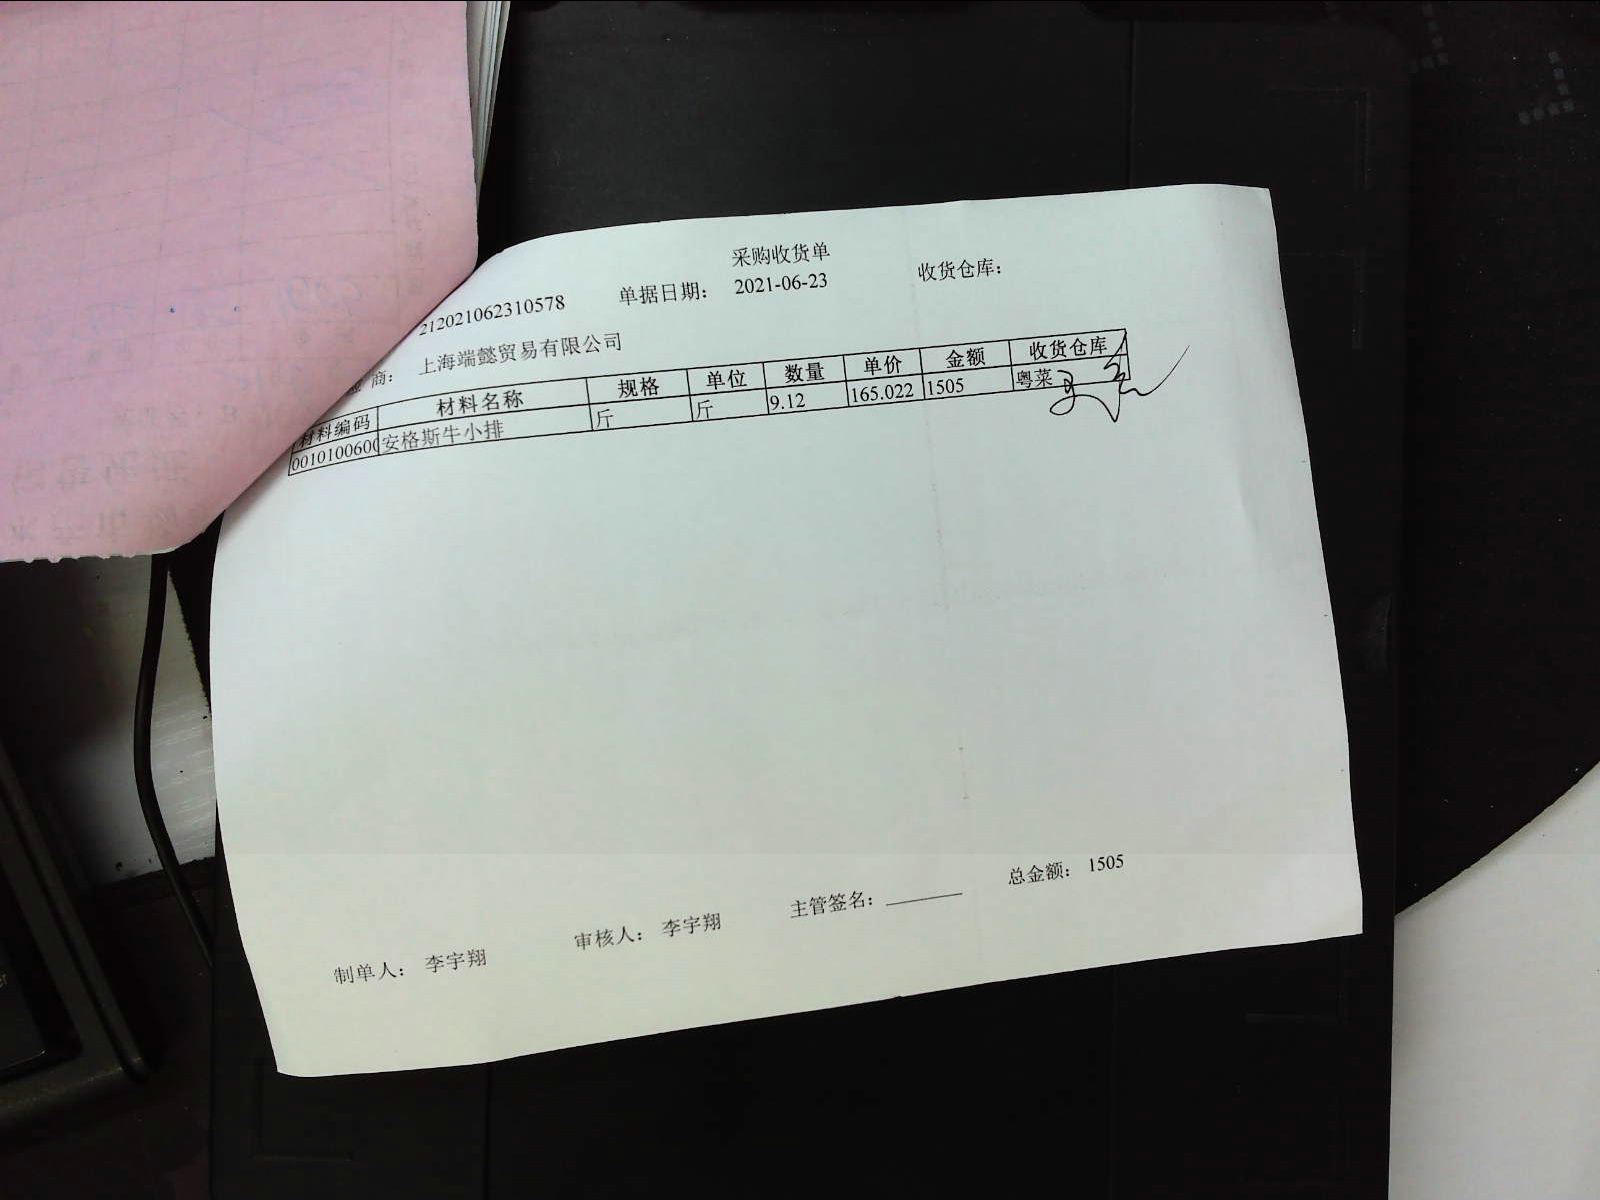 采购收货单
212021062310578 单据日期： 2021-06-23 收货仓库：
商： 上海端懿贸易有限公司
材料编码 材料名称 规格 单位 数量 单价 金额 收货仓库
0010100600 安格斯牛小排 斤 斤 9.12 165.022 1505 粤菜
制单人： 李宇翔 审核人： 李宇翔 主管签名： 总金额： 1505